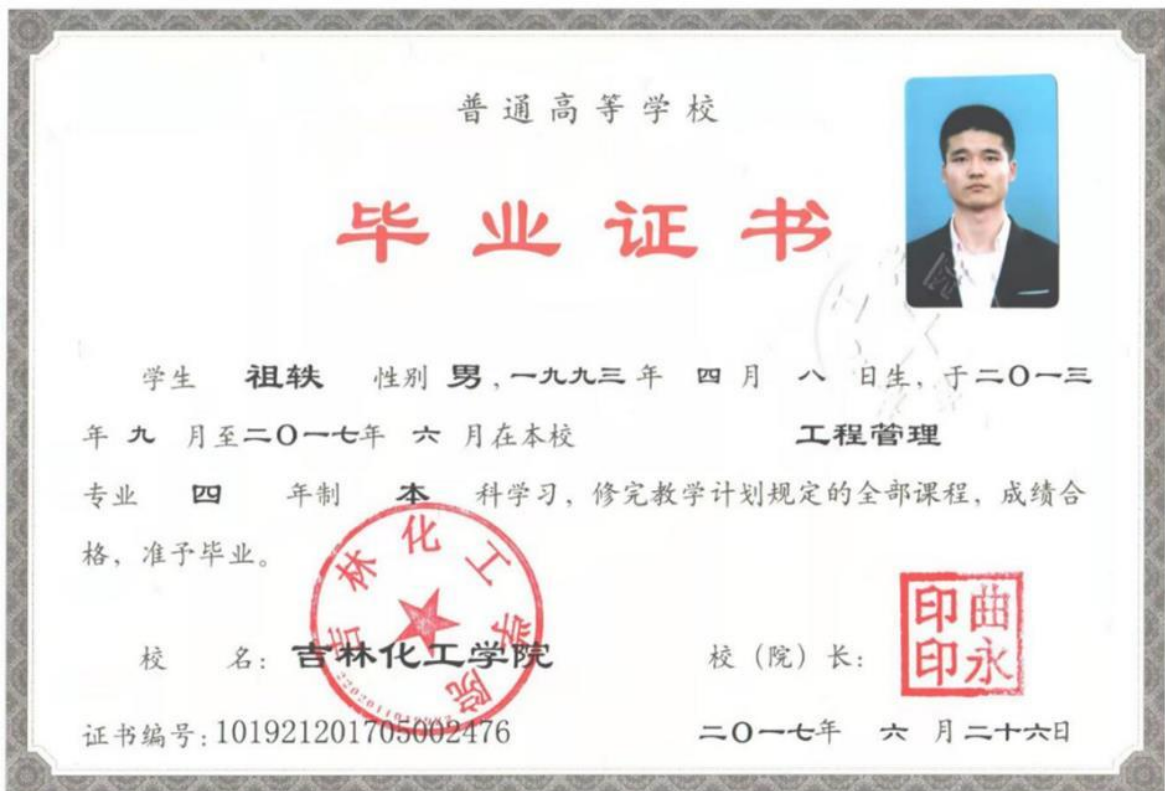 普通高等学校
毕业证书
学生 祖轶 性别 男，一九九三年 四月 八 日生，于二〇一三
年 九 月至二〇一七年 六 月在本校 工程管理
专业 四 年制 本 科学习，修完教学计划规定的全部课程，成绩合
格，准予毕业。
吉林化工学院
校 名：吉林化工学院
校（院）长：
曲永印印
证书编号：101921201705002476
二〇一七年 六 月二十六日